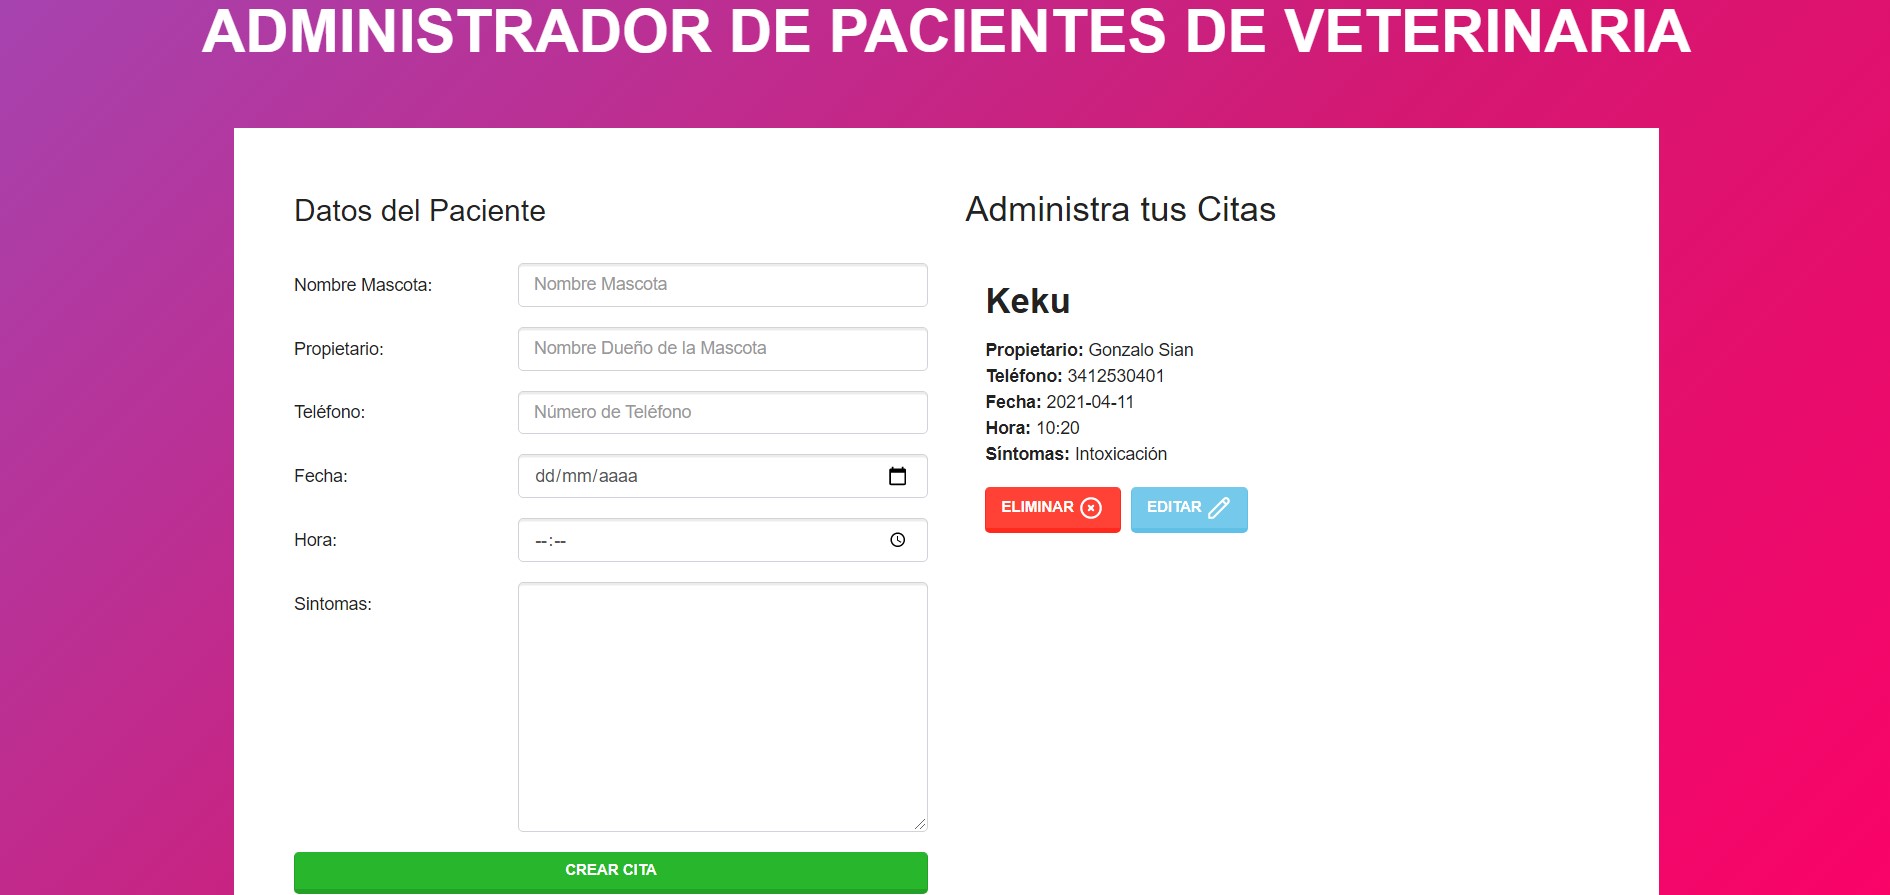 ADMINISTRADOR DE PACIENTES DE VETERINARIA
Datos del Paciente
Nombre Mascota:
Nombre Mascota
Propietario:
Nombre Dueño de la Mascota
Teléfono:
Número de Teléfono
Fecha:
dd/mm/aaaa
Hora:
--:--
Sintomas:
CREAR CITA
Administra tus Citas
Keku
Propietario: Gonzalo Sian
Teléfono: 3412530401
Fecha: 2021-04-11
Hora: 10:20
Síntomas: Intoxicación
ELIMINAR
EDITAR